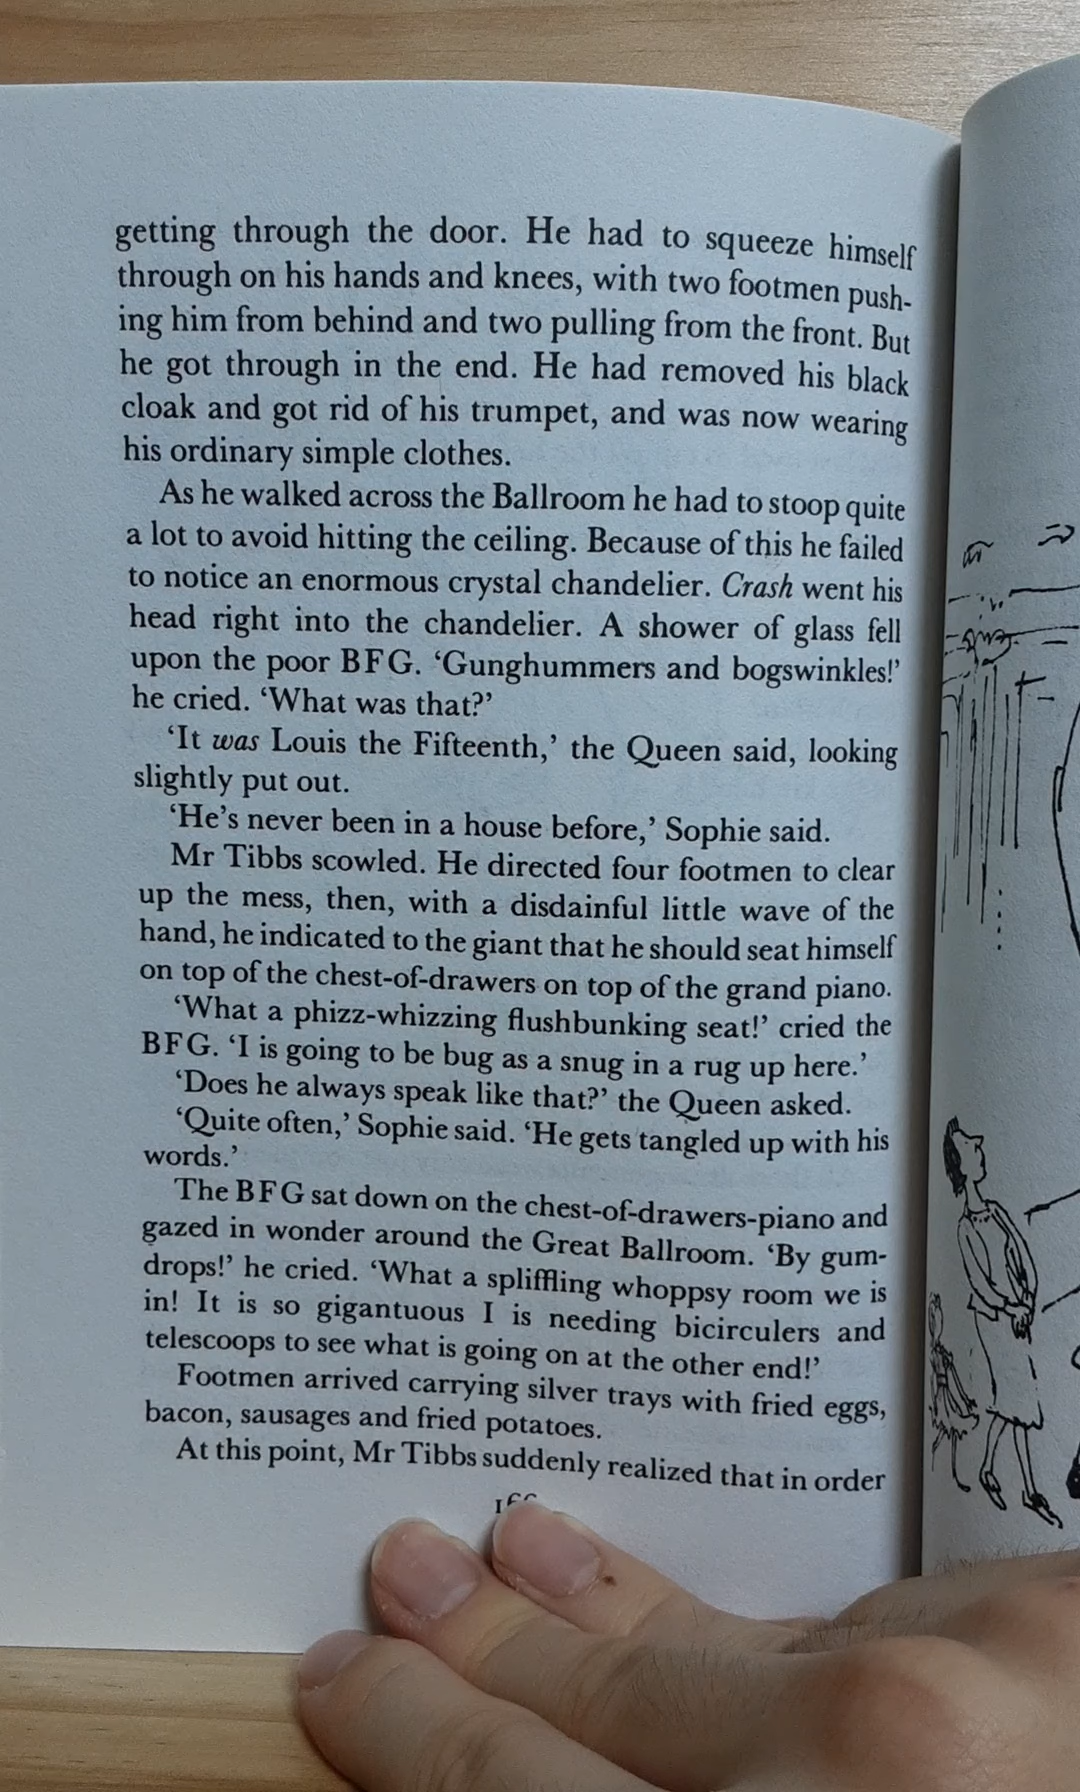 getting through the door. He had to squeeze himself
through on his hands and knees, with two footmen push-
ing him from behind and two pulling from the front. But
he got through in the end. He had removed his black
cloak and got rid of his trumpet, and was now wearing
his ordinary simple clothes.
As he walked across the Ballroom he had to stoop quite
a lot to avoid hitting the ceiling. Because of this he failed
to notice an enormous crystal chandelier. Crash went his
head right into the chandelier. A shower of glass fell
upon the poor BFG. ‘Gunghummers and bogswinkles!’
he cried. ‘What was that?’
‘It was Louis the Fifteenth,’ the Queen said, looking
slightly put out.
‘He’s never been in a house before,’ Sophie said.
Mr Tibbs scowled. He directed four footmen to clear
up the mess, then, with a disdainful little wave of the
hand, he indicated to the giant that he should seat himself
on top of the chest-of-drawers on top of the grand piano.
‘What a phizz-whizzing flushbunking seat!’ cried the
BFG. ‘I is going to be bug as a snug in a rug up here.’
‘Does he always speak like that?’ the Queen asked.
‘Quite often,’ Sophie said. ‘He gets tangled up with his
words.’
The BFG sat down on the chest-of-drawers-piano and
gazed in wonder around the Great Ballroom. ‘By gum-
drops!’ he cried. ‘What a spliffling whoppsy room we is
in! It is so gigantuous I is needing bicirculers and
telescoops to see what is going on at the other end!’
Footmen arrived carrying silver trays with fried eggs,
bacon, sausages and fried potatoes.
At this point, Mr Tibbs suddenly realized that in order